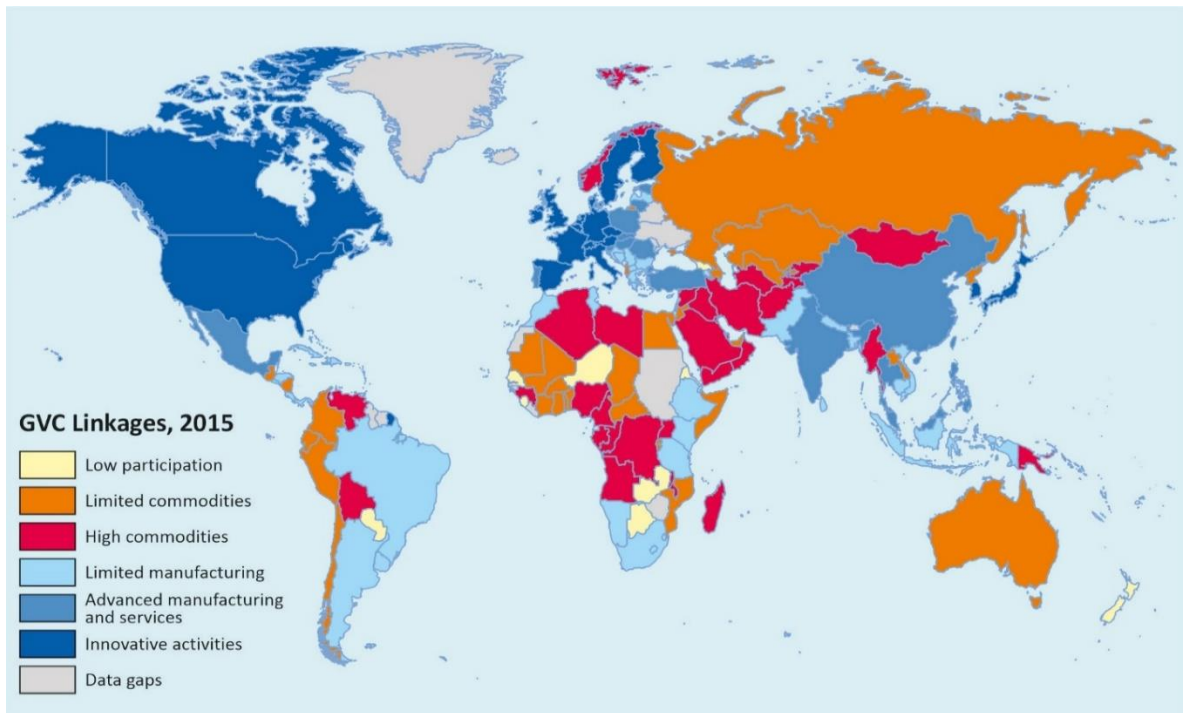 GVC Linkages, 2015
Low participation
Limited commodities
High commodities
Limited manufacturing
Advanced manufacturing
and services
Innovative activities
Data gaps